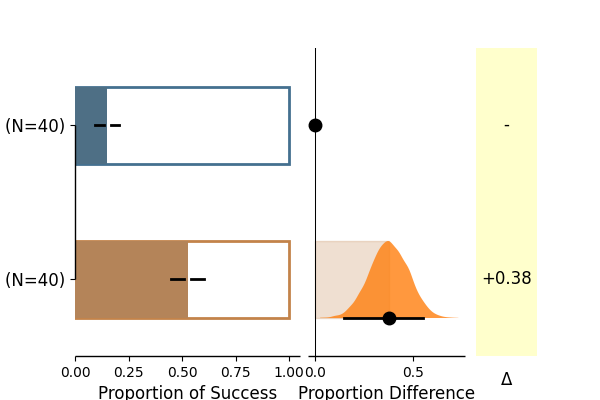 (N=40)
-
(N=40)
+0.38
0.00 0.25 0.50 0.75 1.00 0.0 0.5
Δ
Proportion of Success Proportion Difference